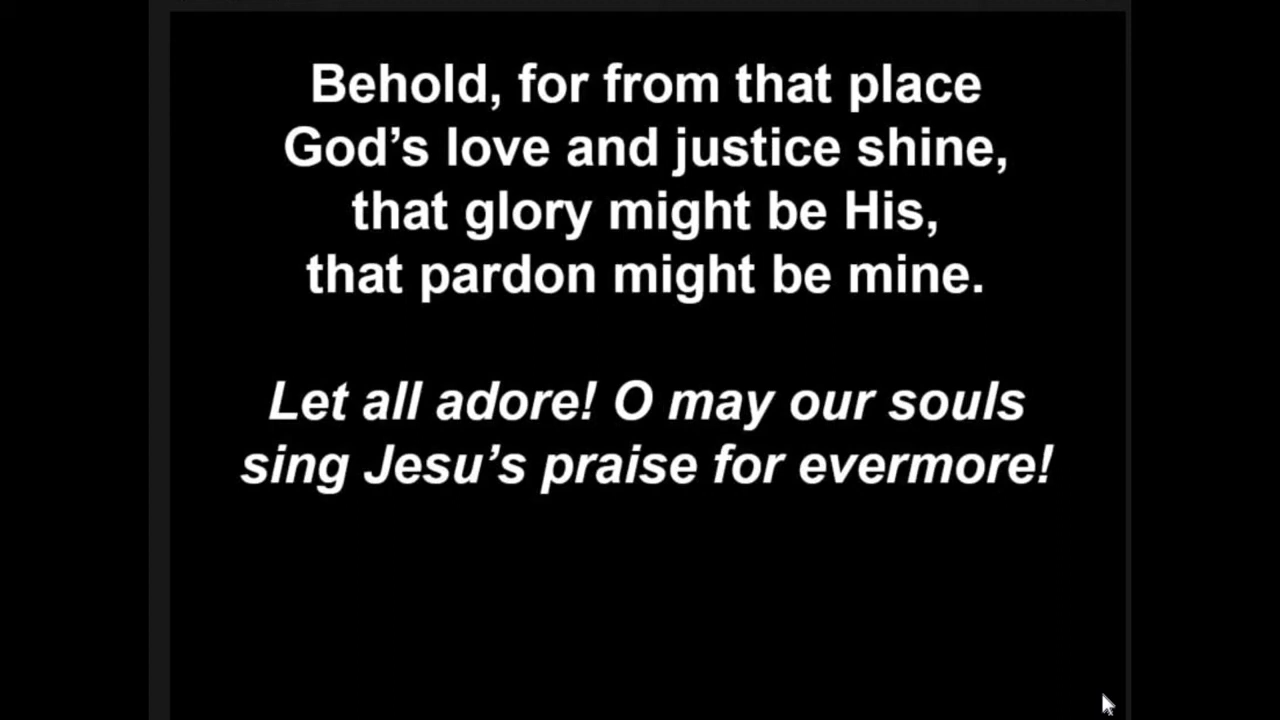 Behold, for from that place
God’s love and justice shine,
that glory might be His,
that pardon might be mine.
Let all adore! O may our souls
sing Jesu’s praise for evermore!